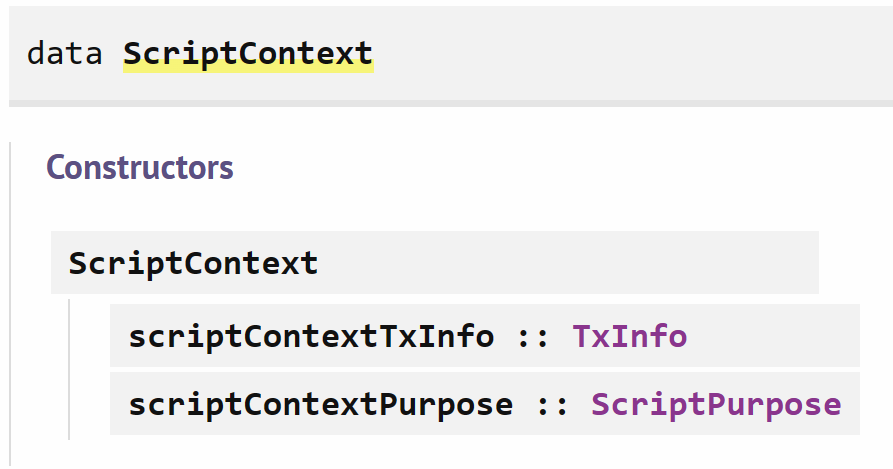 data ScriptContext
Constructors
ScriptContext
scriptContextTxInfo :: TxInfo
scriptContextPurpose :: ScriptPurpose